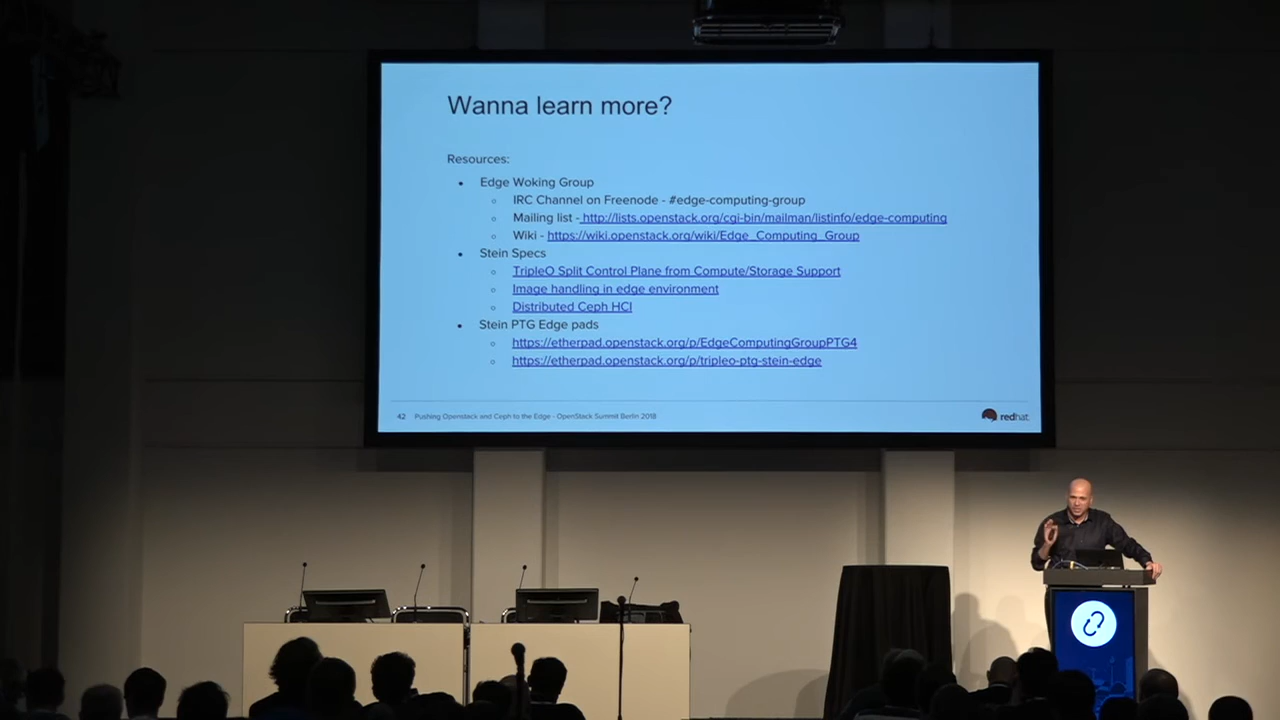 Wanna learn more?
Resources:
• Edge Woking Group
○ IRC Channel on Freenode - #edge-computing-group
○ Mailing list - http://lists.openstack.org/cgi-bin/mailman/listinfo/edge-computing
○ Wiki - https://wiki.openstack.org/wiki/Edge_Computing_Group
• Stein Specs
○ TripleO Split Control Plane from Compute/Storage Support
○ Image handling in edge environment
○ Distributed Ceph HCI
• Stein PTG Edge pads
○ https://etherpad.openstack.org/p/EdgeComputingGroupPTG4
○ https://etherpad.openstack.org/p/tripleo-ptg-stein-edge
42 Pushing Openstack and Ceph to the Edge - OpenStack Summit Berlin 2018
redhat.